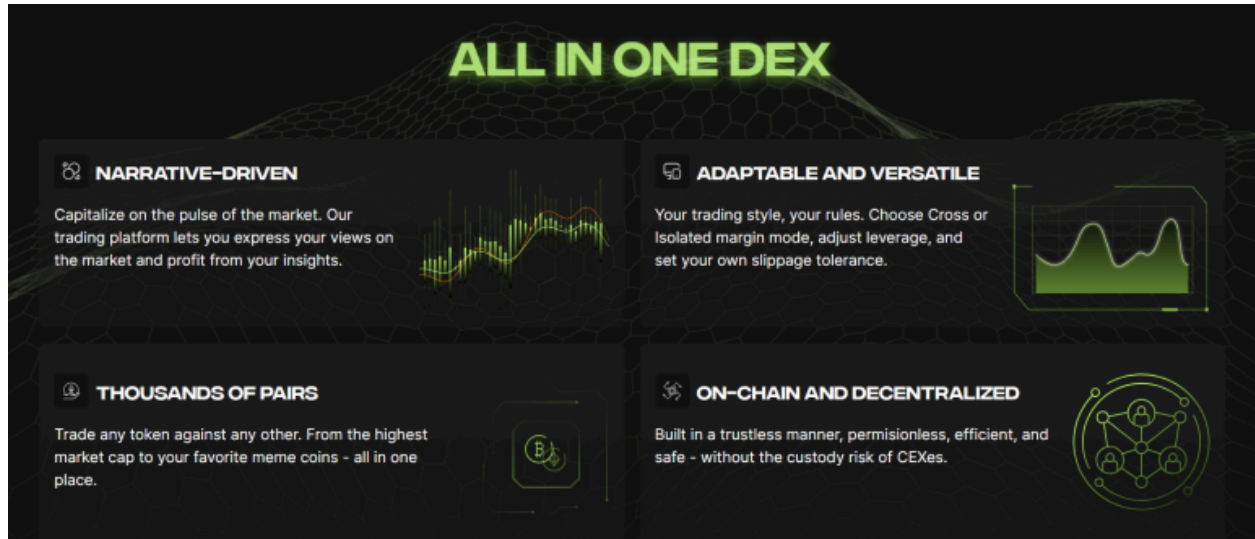 ALL IN ONE DEX
NARRATIVE-DRIVEN
Capitalize on the pulse of the market. Our
trading platform lets you express your views on
the market and profit from your insights.
ADAPTABLE AND VERSATILE
Your trading style, your rules. Choose Cross or
Isolated margin mode, adjust leverage, and
set your own slippage tolerance.
THOUSANDS OF PAIRS
Trade any token against any other. From the highest
market cap to your favorite meme coins - all in one
place.
ON-CHAIN AND DECENTRALIZED
Built in a trustless manner, permisionless, efficient, and
safe - without the custody risk of CEXes.